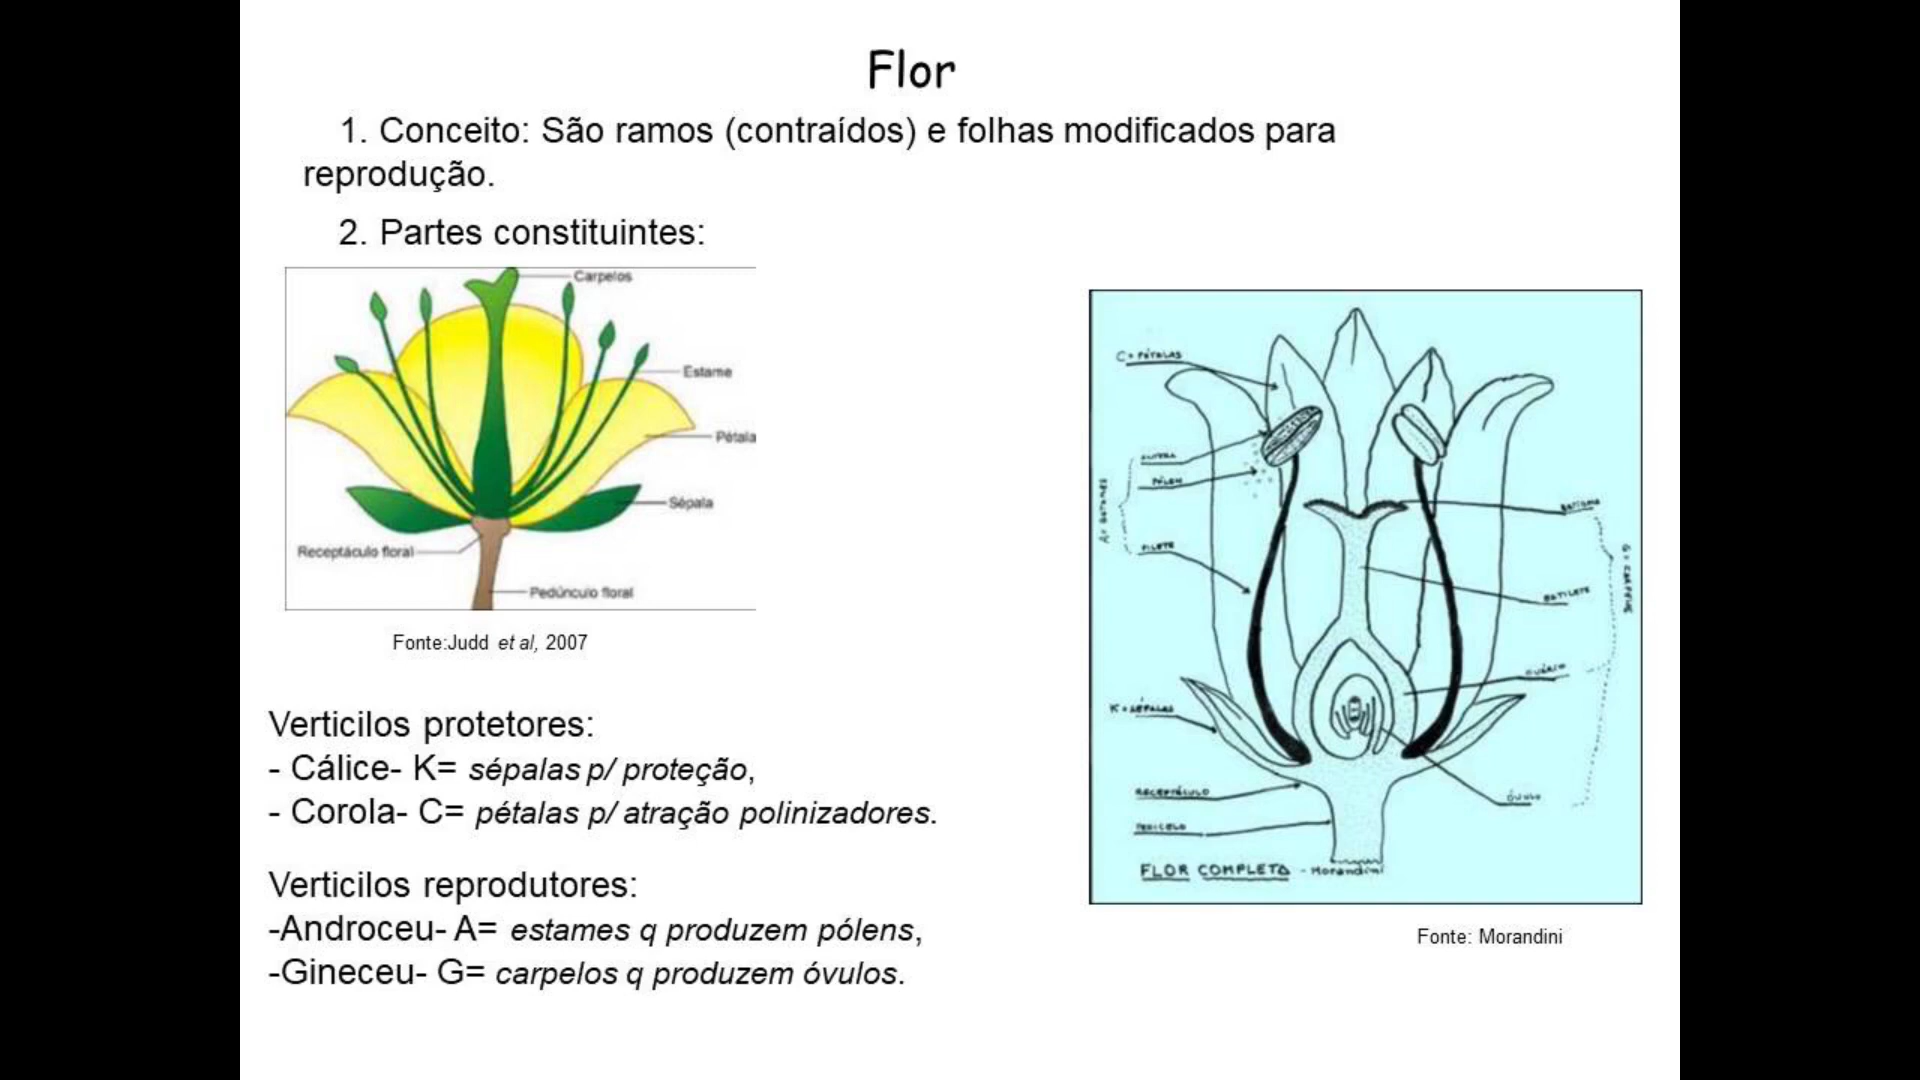 Flor
1. Conceito: São ramos (contraídos) e folhas modificados para
reprodução.
2. Partes constituintes:
Carpelos
Estame
Pétala
Sépala
Receptáculo floral
Pedúnculo floral
Fonte:Judd et al, 2007
Verticilos protetores:
- Cálice- K= sépalas p/ proteção,
- Corola- C= pétalas p/ atração polinizadores.
Verticilos reprodutores:
-Androceu- A= estames q produzem pólens,
-Gineceu- G= carpelos q produzem óvulos.
C = PÉTALAS
PÓLEN
FILETE
K = SÉPALAS
RECEPTÁCULO
ESTILETE
OVÁRIO
ÓVULO
FLOR COMPLETA - Morandini
Fonte: Morandini